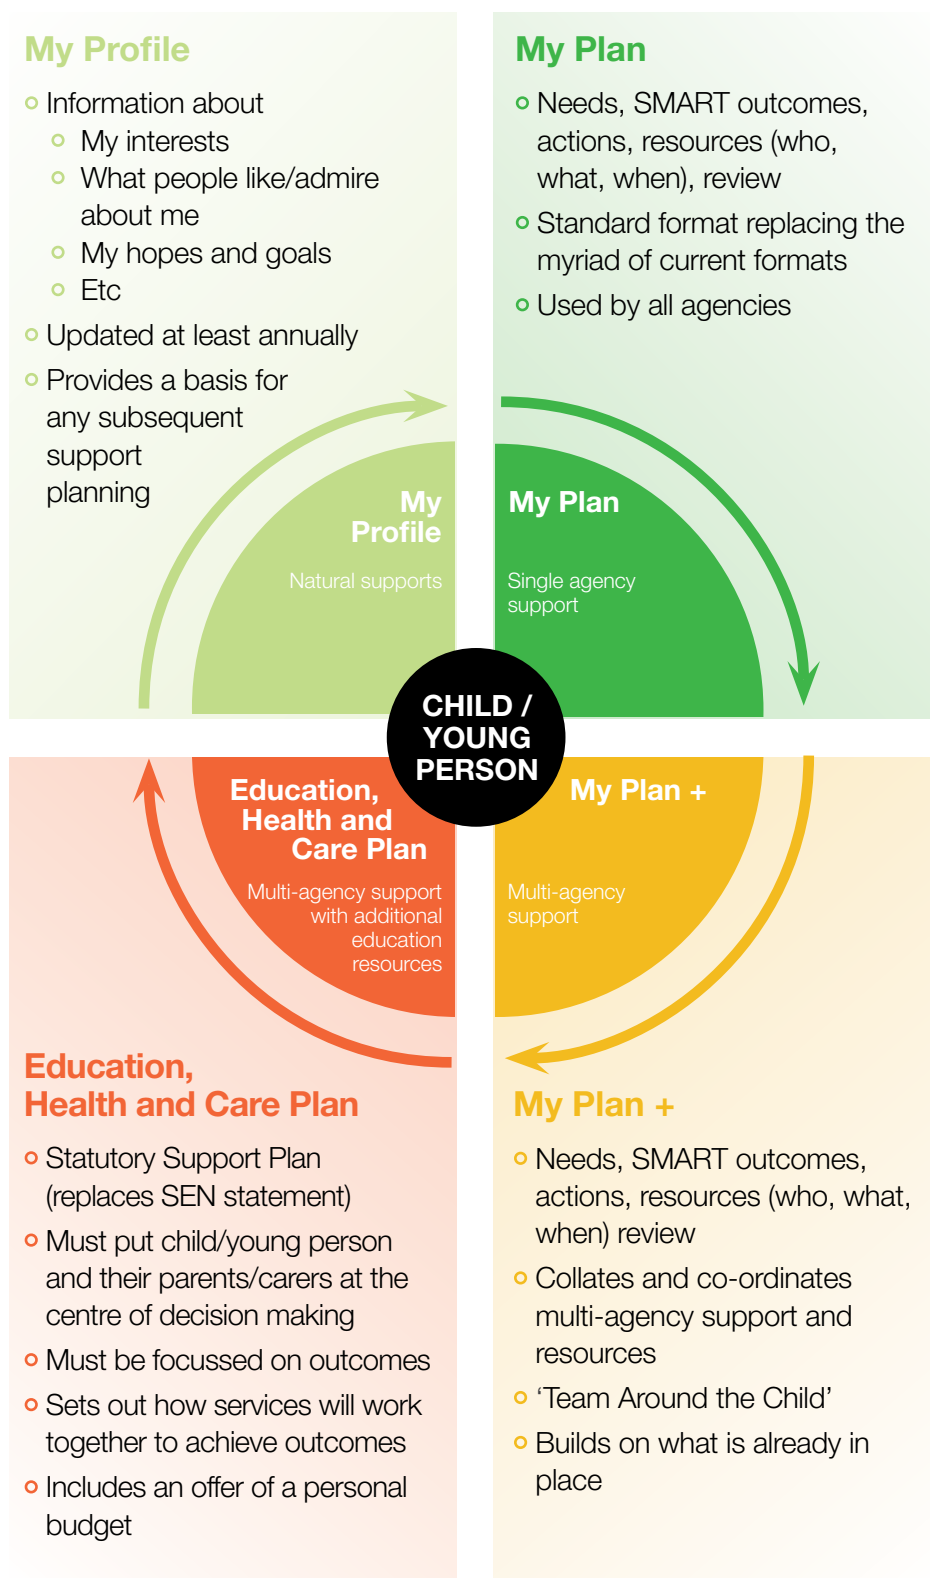 My Profile
Information about
My interests
What people like/admire
about me
My hopes and goals
Etc
Updated at least annually
Provides a basis for
any subsequent
support
planning
My Plan
Needs, SMART outcomes,
actions, resources (who,
what, when), review
Standard format replacing the
myriad of current formats
Used by all agencies
My
Profile
Natural supports
My Plan
Single agency
support
CHILD /
YOUNG
PERSON
Education,
Health and
Care Plan
Multi-agency support
with additional
education
resources
My Plan +
Multi-agency
support
Education,
Health and Care Plan
Statutory Support Plan
(replaces SEN statement)
Must put child/young person
and their parents/carers at the
centre of decision making
Must be focussed on outcomes
Sets out how services will work
together to achieve outcomes
Includes an offer of a personal
budget
My Plan +
Needs, SMART outcomes,
actions, resources (who, what,
when) review
Collates and co-ordinates
multi-agency support and
resources
‘Team Around the Child’
Builds on what is already in
place